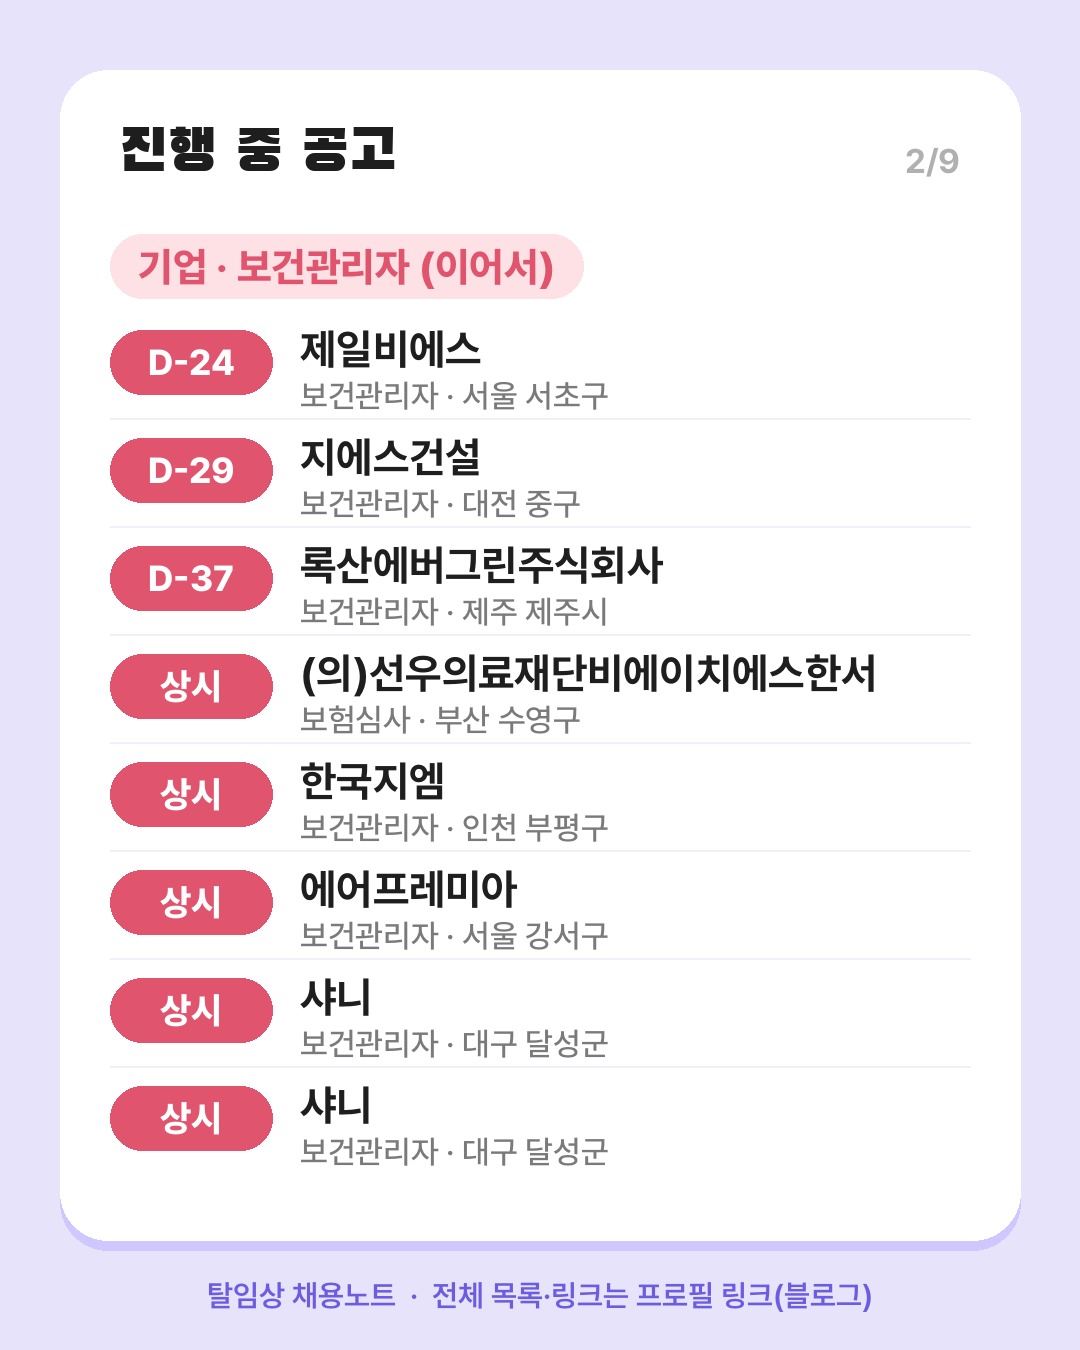 진행 중 공고
2/9
기업 · 보건관리자 (이어서)
D-24
제일비에스
보건관리자 · 서울 서초구
D-29
지에스건설
보건관리자 · 대전 중구
D-37
록산에버그린주식회사
보건관리자 · 제주 제주시
상시
(의)선우의료재단비에이치에스한서
보험심사 · 부산 수영구
상시
한국지엠
보건관리자 · 인천 부평구
상시
에어프레미아
보건관리자 · 서울 강서구
상시
샤니
보건관리자 · 대구 달성군
상시
샤니
보건관리자 · 대구 달성군
탈임상 채용노트 · 전체 목록·링크는 프로필 링크(블로그)